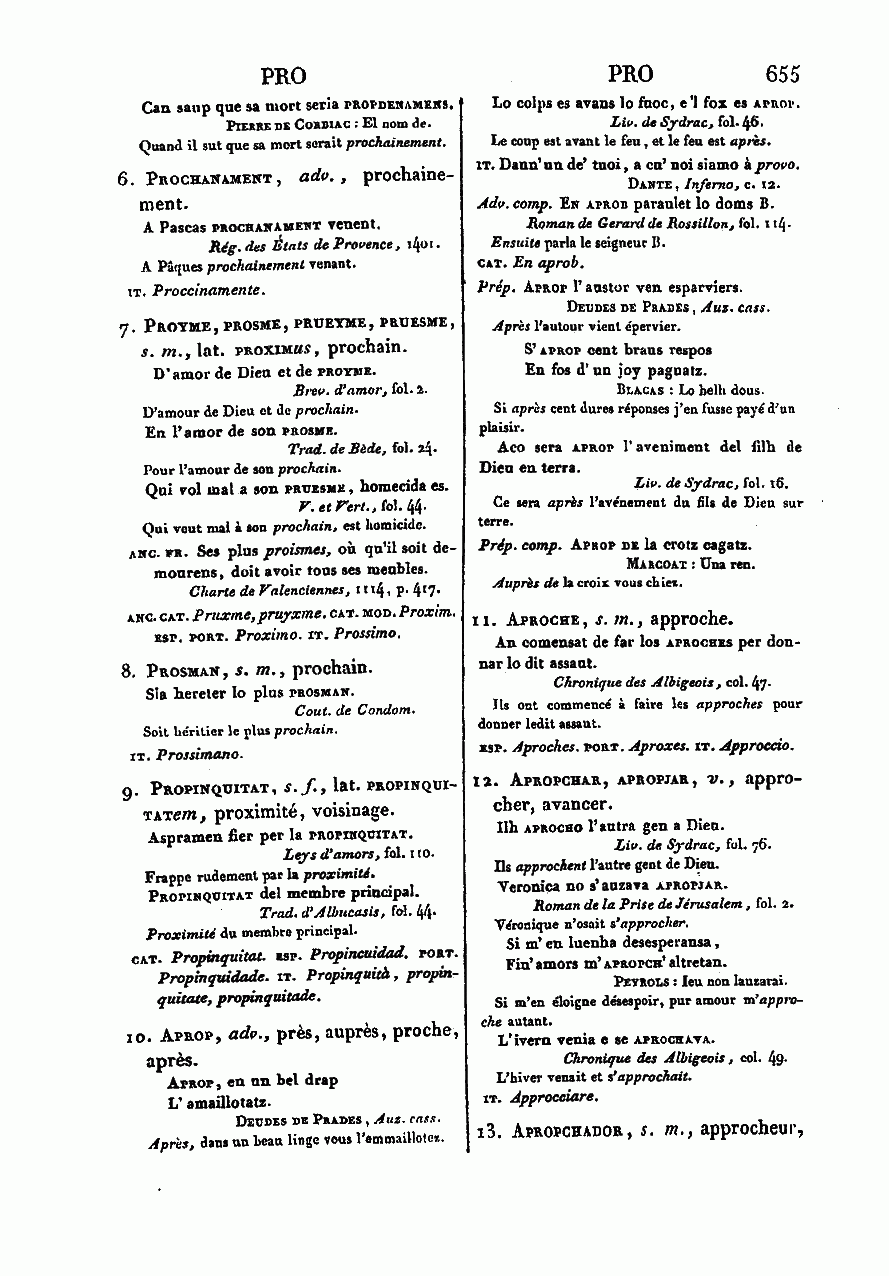 PRO
PRO 655
Can saup que sa mort seria PROPDENAMENS.
PIERRE DE CORBIAC : El nom de.
Quand il sut que sa mort serait prochainement.
6. PROCHANAMENT, adv., prochaine-
ment.
A Pascas PROCHANAMENT venent.
Rég. des États de Provence, 1401.
A Pâques prochainement venant.
IT. Proccinamente.
7. PROYME, PROSME, PRUEYME, PRUESME,
s. m., lat. PROXIMUS, prochain.
D'amor de Dieu et de PROYME.
Brev. d'amor, fol. 2.
D'amour de Dieu et de prochain.
En l'amor de son PROSME.
Trad. de Bède, fol. 24.
Pour l'amour de son prochain.
Qui vol mal a son PRUESME, homecida es.
V. et Vert., fol. 44.
Qui veut mal à son prochain, est homicide.
ANC. FR. Ses plus proismes, où qu'il soit de-
mourens, doit avoir tous ses meubles.
Charte de Valenciennes, 1114, p. 417.
ANC. CAT. Pruxme, pruyxme. CAT. MOD. Proxim.
ESP. PORT. Proximo. IT. Prossimo.
8. PROSMAN, s. m., prochain.
Sia hereter lo plus PROSMAN.
Cout. de Condom.
Soit héritier le plus prochain.
IT. Prossimano.
9. PROPINQUITAT, s. f., lat. PROPINQUI-
TATem, proximité, voisinage.
Aspramen fier per la PROPINQUITAT.
Leys d'amors, fol. 110.
Frappe rudement par la proximité.
PROPINQUITAT del membre principal.
Trad. d'Albucasis, fol. 44.
Proximité du membre principal.
CAT. Propinquitat. ESP. Propincuidad. PORT.
Propinquidade. IT. Propinquità, propin-
quitate, propinquitade.
10. APROP, adv., près, auprès, proche,
après.
APROP, en un bel drap
L'amaillotatz.
DEUDES DE PRADES, Auz. cass.
Après, dans un beau linge vous l'emmaillotez.
Lo colps es avans lo fuoc, e'l fox es APROP.
Liv. de Sydrac, fol. 46.
Le coup est avant le feu, et le feu est après.
IT. Dann' un de' tuoi, a cu' noi siamo à provo.
DANTE, Inferno, c. 12.
Adv. comp. EN APROB paraulet lo doms B.
Roman de Gerard de Rossillon, fol. 114.
Ensuite parla le seigneur B.
CAT. En aprob.
Prép. APROP l'austor ven esparviers.
DEUDES DE PRADES, Auz. cass.
Après l'autour vient épervier.
S'APROP cent braus respos
En fos d'un joy pagatz.
BLACAS : Lo belh dous.
Si après cent dures réponses j'en fusse payé d'un
plaisir.
Aco sera APROP l'aveniment del filh de
Dieu en terra.
Liv. de Sydrac, fol. 16.
Ce sera après l'avénement du fils de Dieu sur
terre.
Prép. comp. APROP DE la crotz cagatz.
MARCOAT : Una ren.
Auprès de la croix vous chiez.
11. APROCHE, s. m., approche.
An comensat de far los APROCHES per don-
nar lo dit assaut.
Chronique des Albigeois, col. 47.
Ils ont commencé à faire les approches pour
donner ledit assaut.
ESP. Aproches. PORT. Aproxes. IT. Approccio.
12. APROPCHAR, APROPJAR, v., appro-
cher, avancer.
Ilh APROCHO l'autra gen a Dieu.
Liv. de Sydrac, fol. 76.
Ils approchent l'autre gent de Dieu.
Veronica no s'auzava APROPJAR.
Roman de la Prise de Jérusalem, fol. 2.
Véronique n'osait s'approcher.
Si m'en luenha desesperansa,
Fin'amors m'APROPCH'altretan.
PEYROLS : Ieu non lauzarai.
Si m'en éloigne désespoir, pur amour m'appro-
che autant.
L'ivern venia e se APROCHAVA.
Chronique des Albigeois, col. 49.
L'hiver venait et s'approchait.
IT. Approcciare.
13. APROPCHADOR, s. m., approcheur,